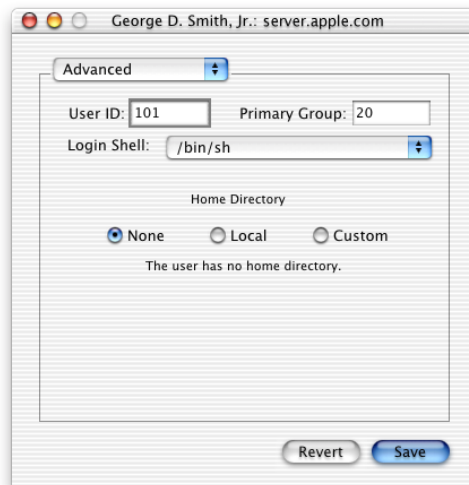 George D. Smith, Jr.: server.apple.com
Advanced
User ID: 101 Primary Group: 20
Login Shell: /bin/sh
Home Directory
None Local Custom
The user has no home directory.
Revert Save